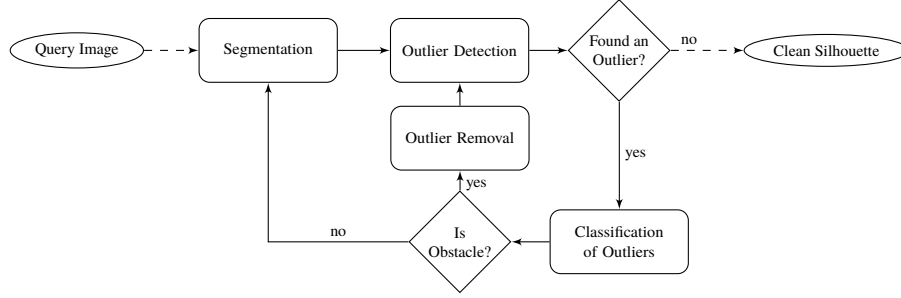 Query Image
Segmentation
Outlier Detection
Found an
Outlier?
no
Clean Silhouette
Outlier Removal
yes
yes
Is
Obstacle?
no
Classification
of Outliers